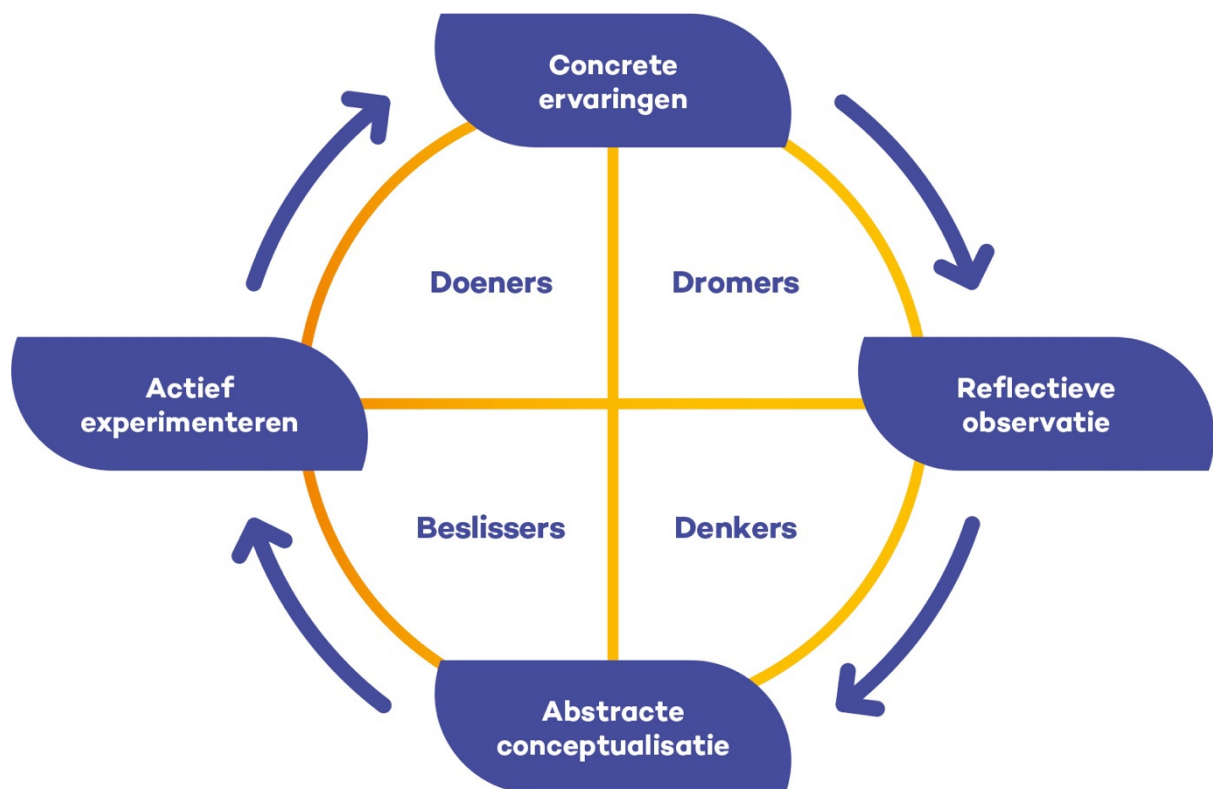 Concrete
ervaringen
Doeners
Dromers
Actief
experimenteren
Reflectieve
observatie
Beslissers
Denkers
Abstracte
conceptualisatie